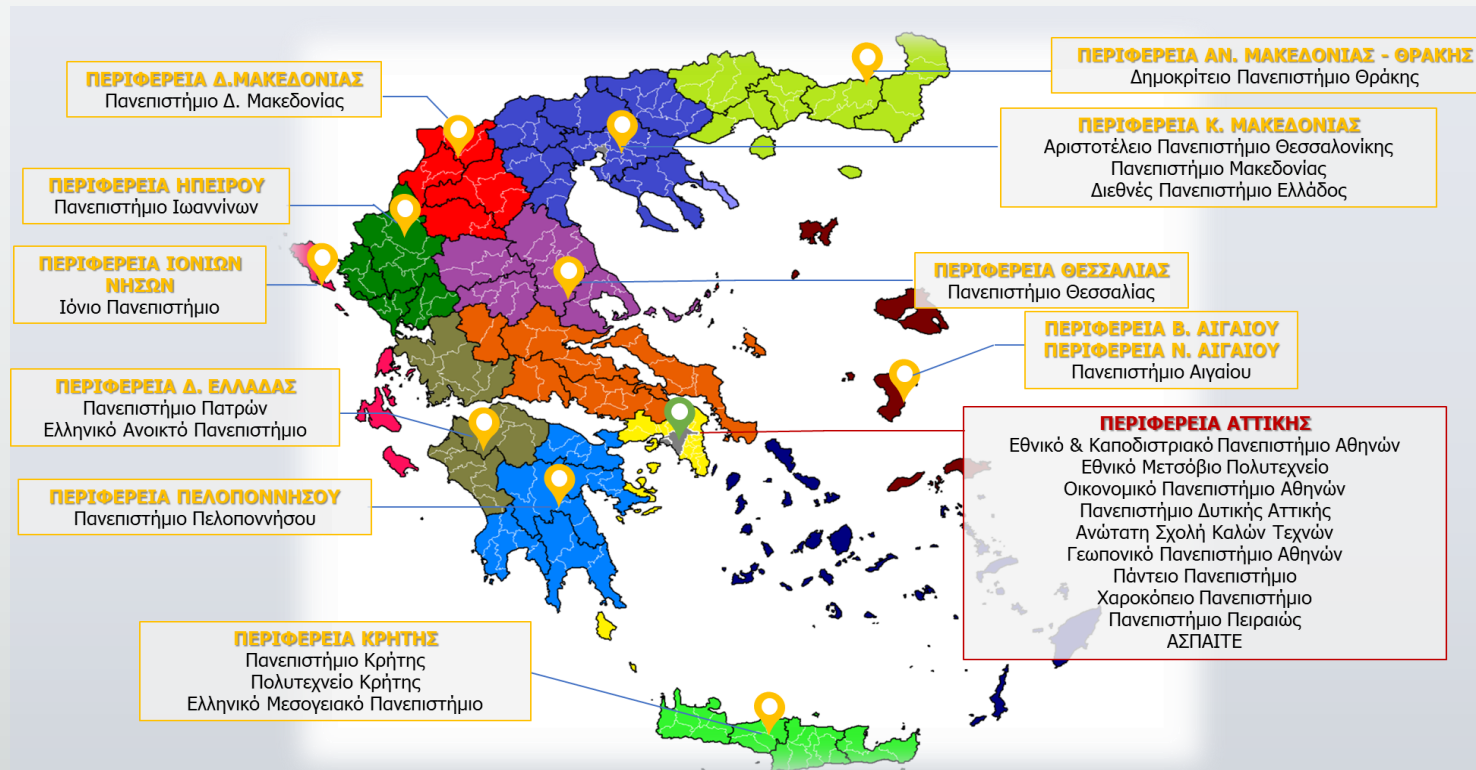 ΠΕΡΙΦΕΡΕΙΑ Δ.ΜΑΚΕΔΟΝΙΑΣ
Πανεπιστήμιο Δ. Μακεδονίας
ΠΕΡΙΦΕΡΕΙΑ ΗΠΕΙΡΟΥ
Πανεπιστήμιο Ιωαννίνων
ΠΕΡΙΦΕΡΕΙΑ ΙΟΝΙΩΝ
ΝΗΣΩΝ
Ιόνιο Πανεπιστήμιο
ΠΕΡΙΦΕΡΕΙΑ Δ. ΕΛΛΑΔΑΣ
Πανεπιστήμιο Πατρών
Ελληνικό Ανοικτό Πανεπιστήμιο
ΠΕΡΙΦΕΡΕΙΑ ΠΕΛΟΠΟΝΝΗΣΟΥ
Πανεπιστήμιο Πελοποννήσου
ΠΕΡΙΦΕΡΕΙΑ ΚΡΗΤΗΣ
Πανεπιστήμιο Κρήτης
Πολυτεχνείο Κρήτης
Ελληνικό Μεσογειακό Πανεπιστήμιο
ΠΕΡΙΦΕΡΕΙΑ ΑΝ. ΜΑΚΕΔΟΝΙΑΣ - ΘΡΑΚΗΣ
Δημοκρίτειο Πανεπιστήμιο Θράκης
ΠΕΡΙΦΕΡΕΙΑ Κ. ΜΑΚΕΔΟΝΙΑΣ
Αριστοτέλειο Πανεπιστήμιο Θεσσαλονίκης
Πανεπιστήμιο Μακεδονίας
Διεθνές Πανεπιστήμιο Ελλάδος
ΠΕΡΙΦΕΡΕΙΑ ΘΕΣΣΑΛΙΑΣ
Πανεπιστήμιο Θεσσαλίας
ΠΕΡΙΦΕΡΕΙΑ Β. ΑΙΓΑΙΟΥ
ΠΕΡΙΦΕΡΕΙΑ Ν. ΑΙΓΑΙΟΥ
Πανεπιστήμιο Αιγαίου
ΠΕΡΙΦΕΡΕΙΑ ΑΤΤΙΚΗΣ
Εθνικό & Καποδιστριακό Πανεπιστήμιο Αθηνών
Εθνικό Μετσόβιο Πολυτεχνείο
Οικονομικό Πανεπιστήμιο Αθηνών
Πανεπιστήμιο Δυτικής Αττικής
Ανώτατη Σχολή Καλών Τεχνών
Γεωπονικό Πανεπιστήμιο Αθηνών
Πάντειο Πανεπιστήμιο
Χαροκόπειο Πανεπιστήμιο
Πανεπιστήμιο Πειραιώς
ΑΣΠΑΙΤΕ